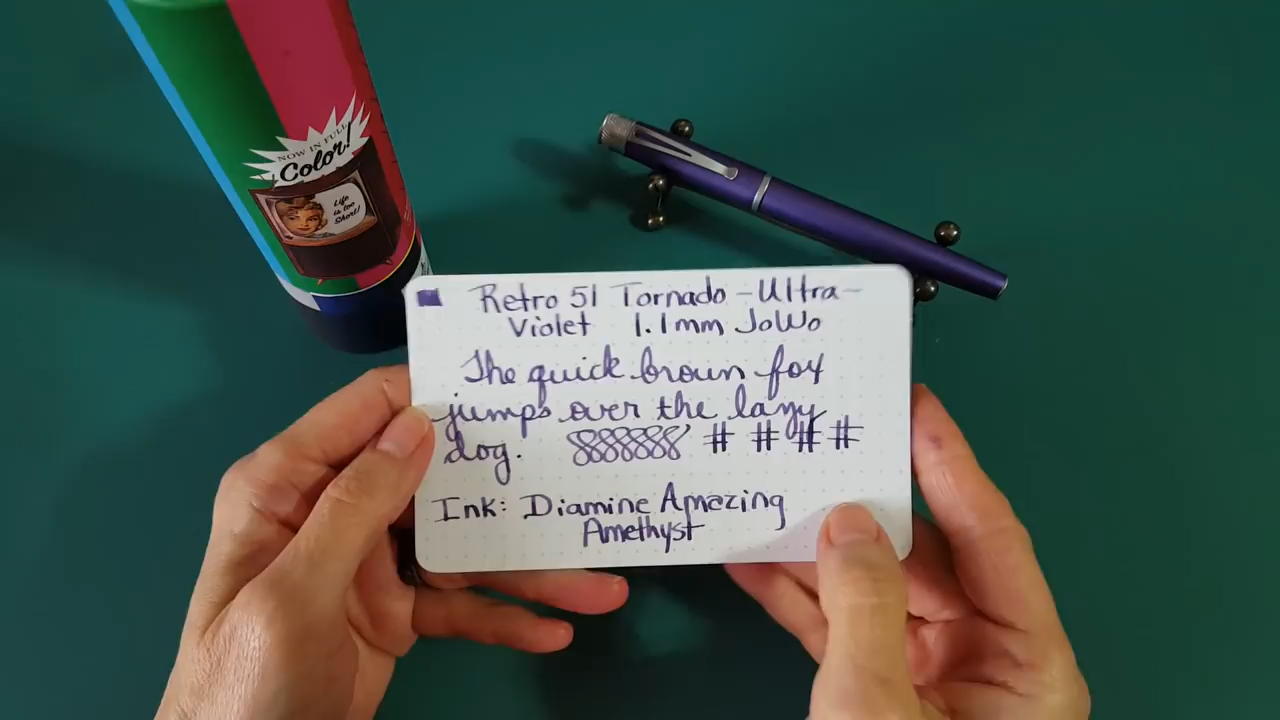 NOW IN FULL
Color!
Life
is too
Short!
Retro 51 Tornado - Ultra -
Violet 1.1mm JoWo
The quick brown fox
jumps over the lazy
dog. # # # #
Ink: Diamine Amazing
Amethyst